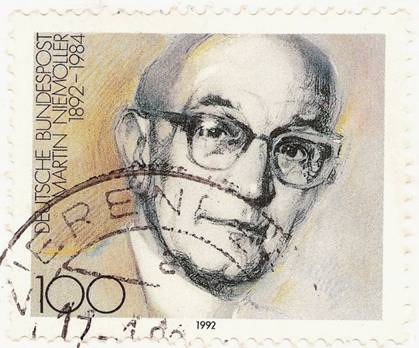 DEUTSCHE BUNDESPOST
MARTIN NIEMÖLLER
1892–1984
100
1992